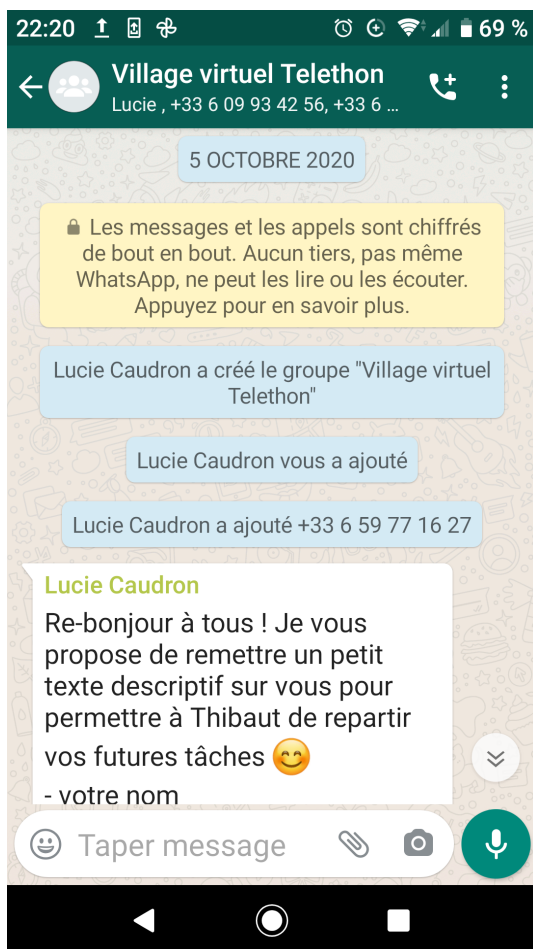 22:20 69 %
Village virtuel Telethon
Lucie , +33 6 09 93 42 56, +33 6 ...
5 OCTOBRE 2020
Les messages et les appels sont chiffrés
de bout en bout. Aucun tiers, pas même
WhatsApp, ne peut les lire ou les écouter.
Appuyez pour en savoir plus.
Lucie Caudron a créé le groupe "Village virtuel
Telethon"
Lucie Caudron vous a ajouté
Lucie Caudron a ajouté +33 6 59 77 16 27
Lucie Caudron
Re-bonjour à tous ! Je vous
propose de remettre un petit
texte descriptif sur vous pour
permettre à Thibaut de repartir
vos futures tâches 😊
- votre nom
Taper message